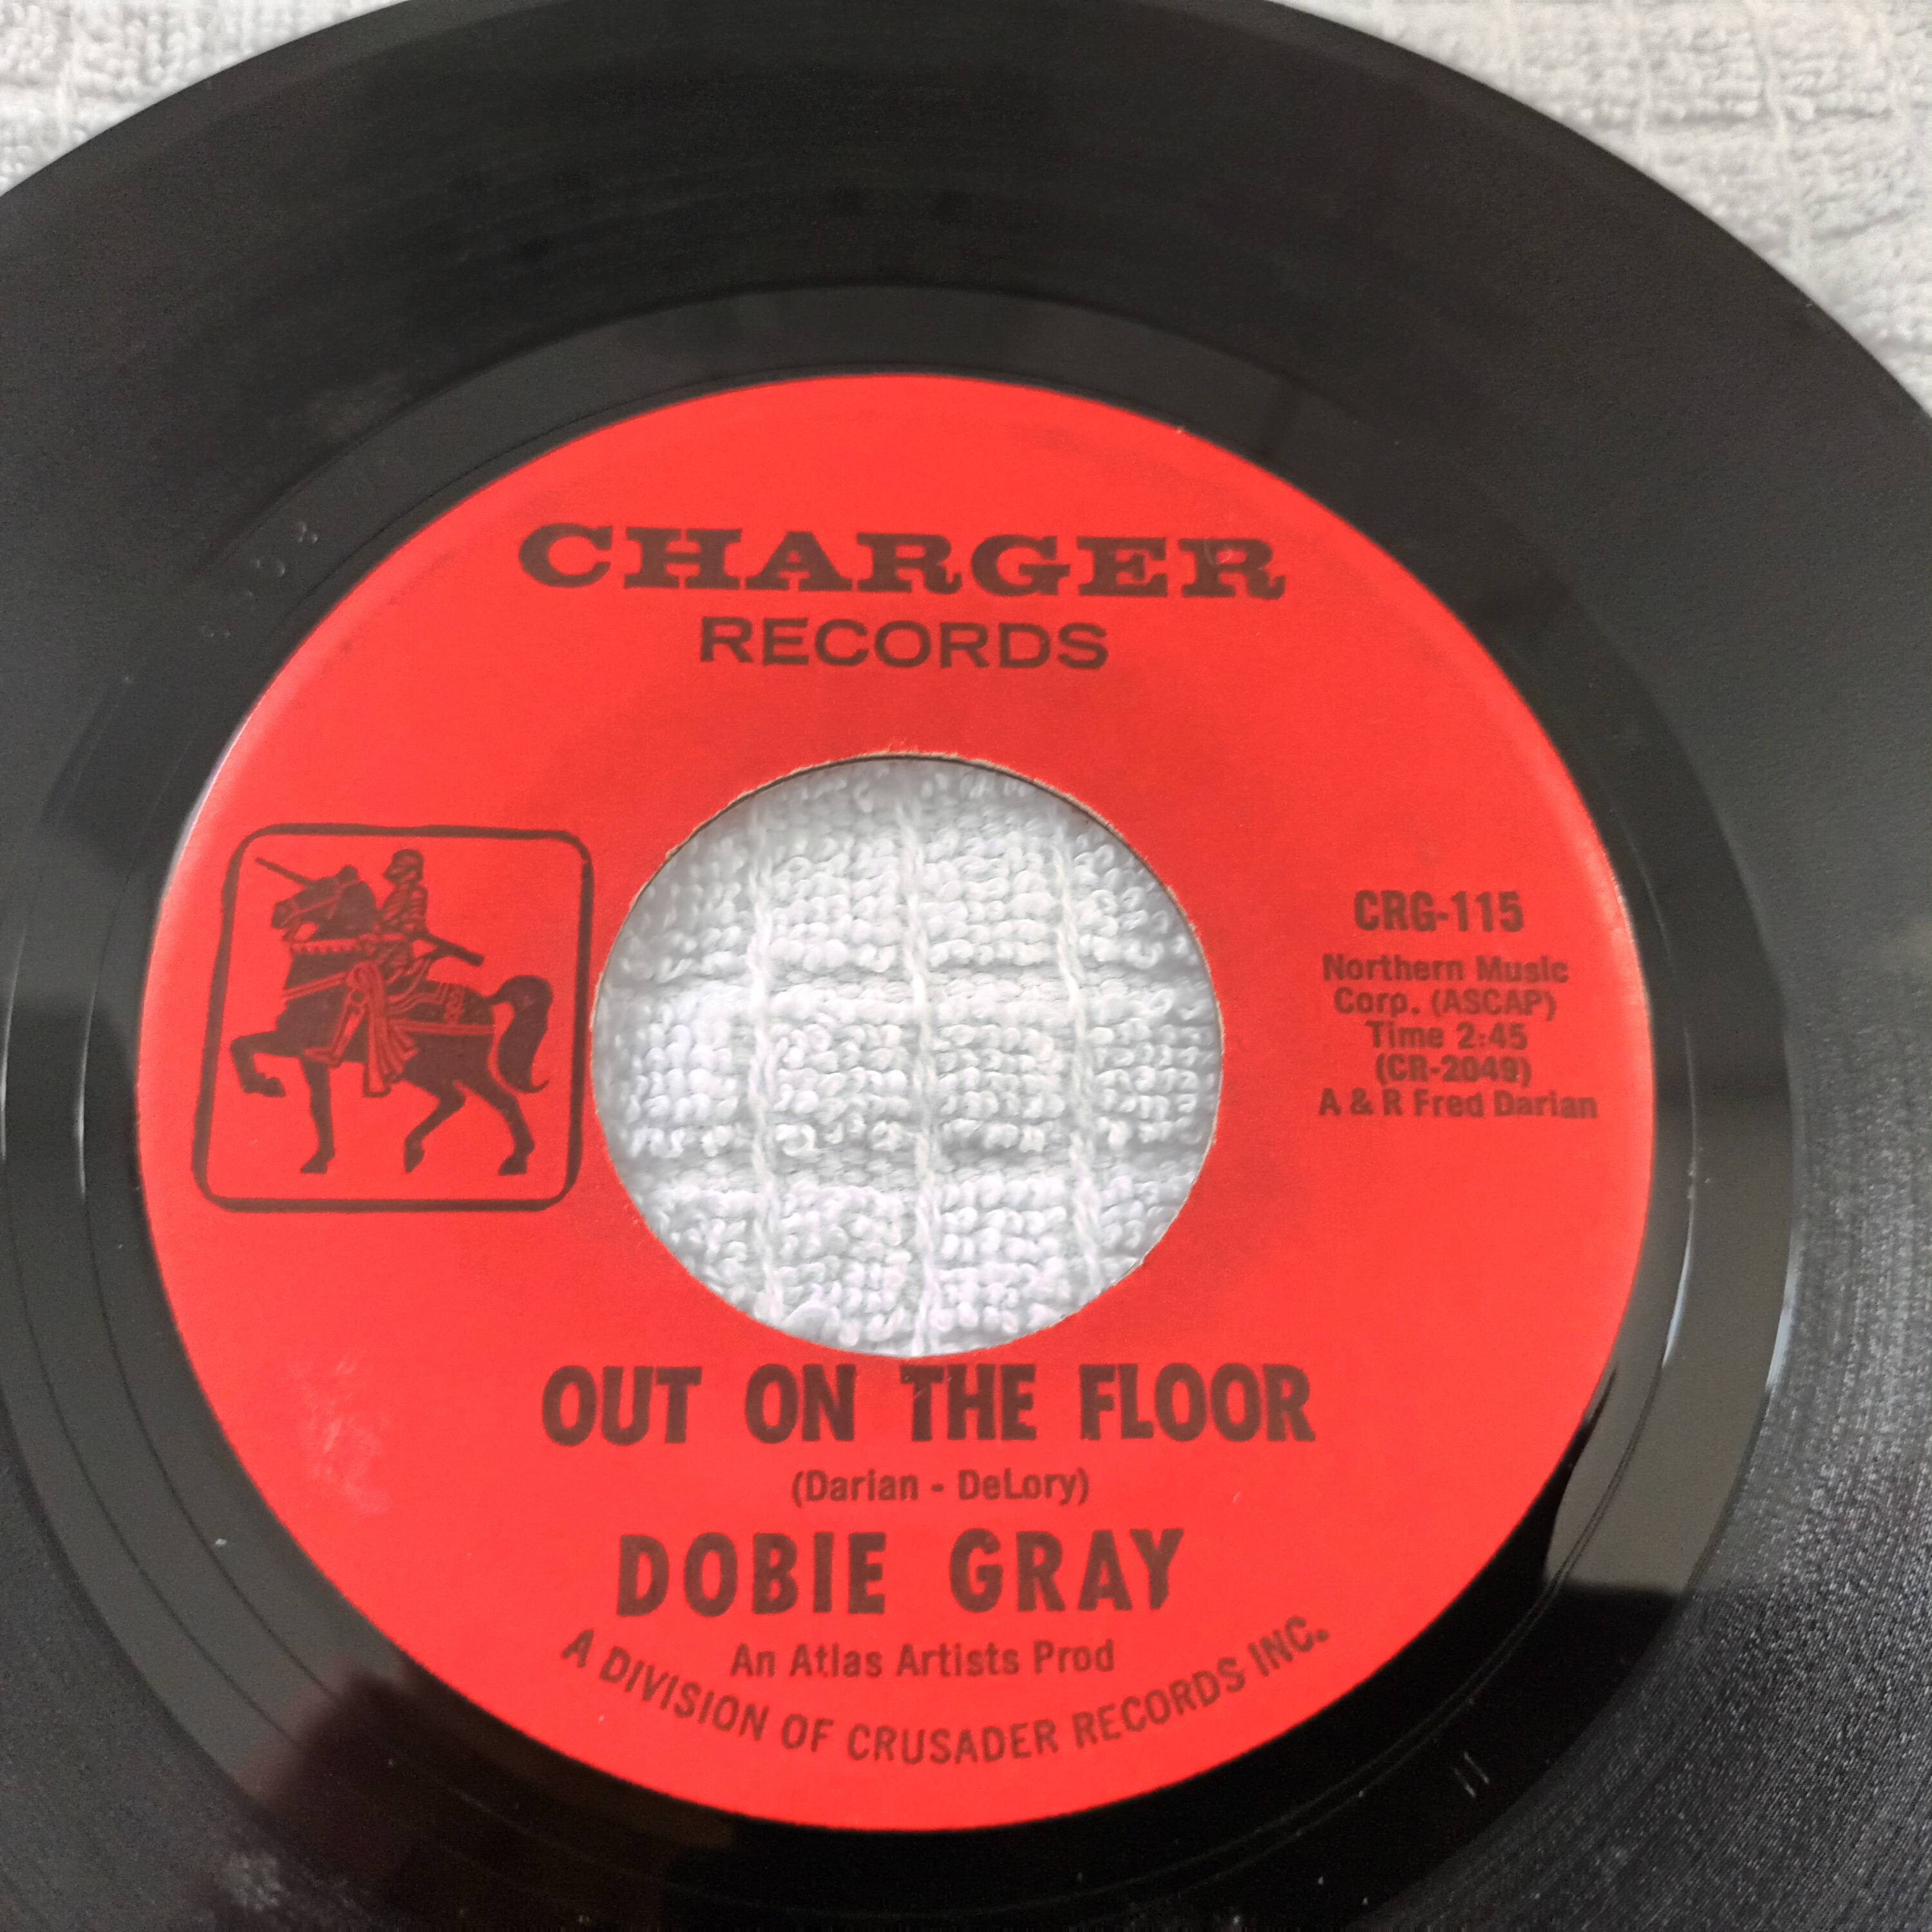 CHARGER
RECORDS
CRG-115
Northern Music
Corp. (ASCAP)
Time 2:45
(CR-2049)
A & R Fred Darian
OUT ON THE FLOOR
(Darian - DeLory)
DOBIE GRAY
An Atlas Artists Prod
A DIVISION OF CRUSADER RECORDS INC.